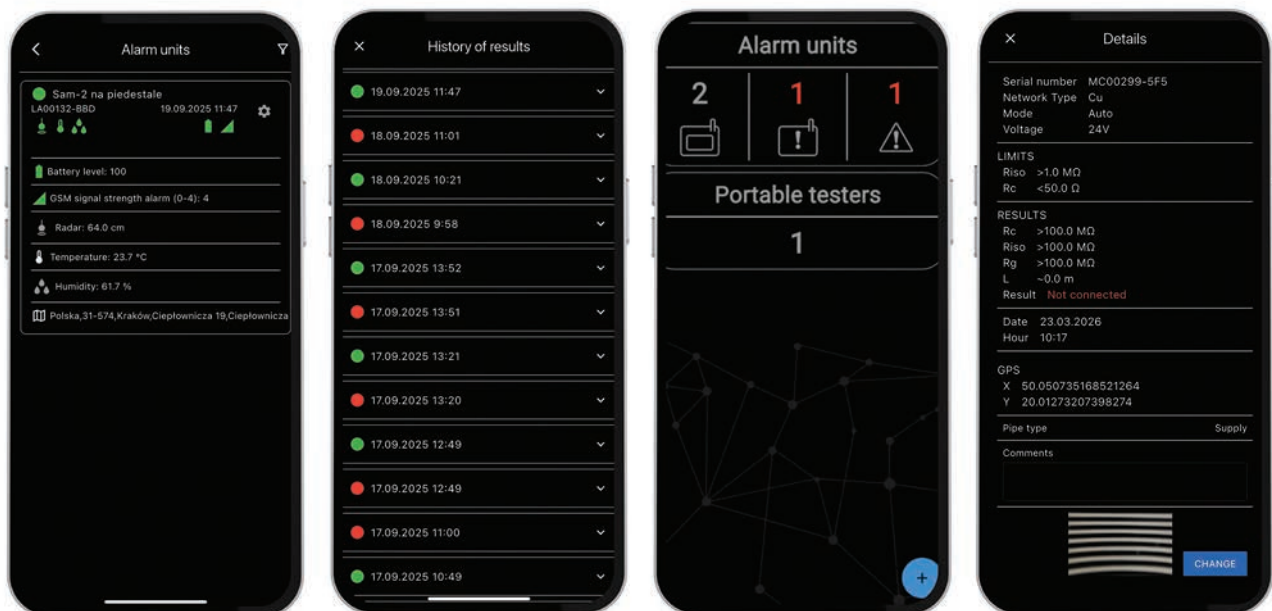 Alarm units
Sam-2 na piedestale
LA00132-BBD 19.09.2025 11:47
Battery level: 100
GSM signal strength alarm (0-4): 4
Radar: 64.0 cm
Temperature: 23.7 °C
Humidity: 61.7 %
Polska,31-574,Kraków,Ciepłownicza 19,Ciepłownicza
History of results
19.09.2025 11:47
18.09.2025 11:01
18.09.2025 10:21
18.09.2025 9:58
17.09.2025 13:52
17.09.2025 13:51
17.09.2025 13:21
17.09.2025 13:20
17.09.2025 12:49
17.09.2025 12:49
17.09.2025 11:00
17.09.2025 10:49
Alarm units
2 1 1
Portable testers
1
Details
Serial number MC00299-5F5
Network Type Cu
Mode Auto
Voltage 24V
LIMITS
Riso >1.0 MΩ
Rc <50.0 Ω
RESULTS
Rc >100.0 MΩ
Riso >100.0 MΩ
Rg >100.0 MΩ
L ~0.0 m
Result Not connected
Date 23.03.2026
Hour 10:17
GPS
X 50.050735168521264
Y 20.01273207398274
Pipe type Supply
Comments
CHANGE